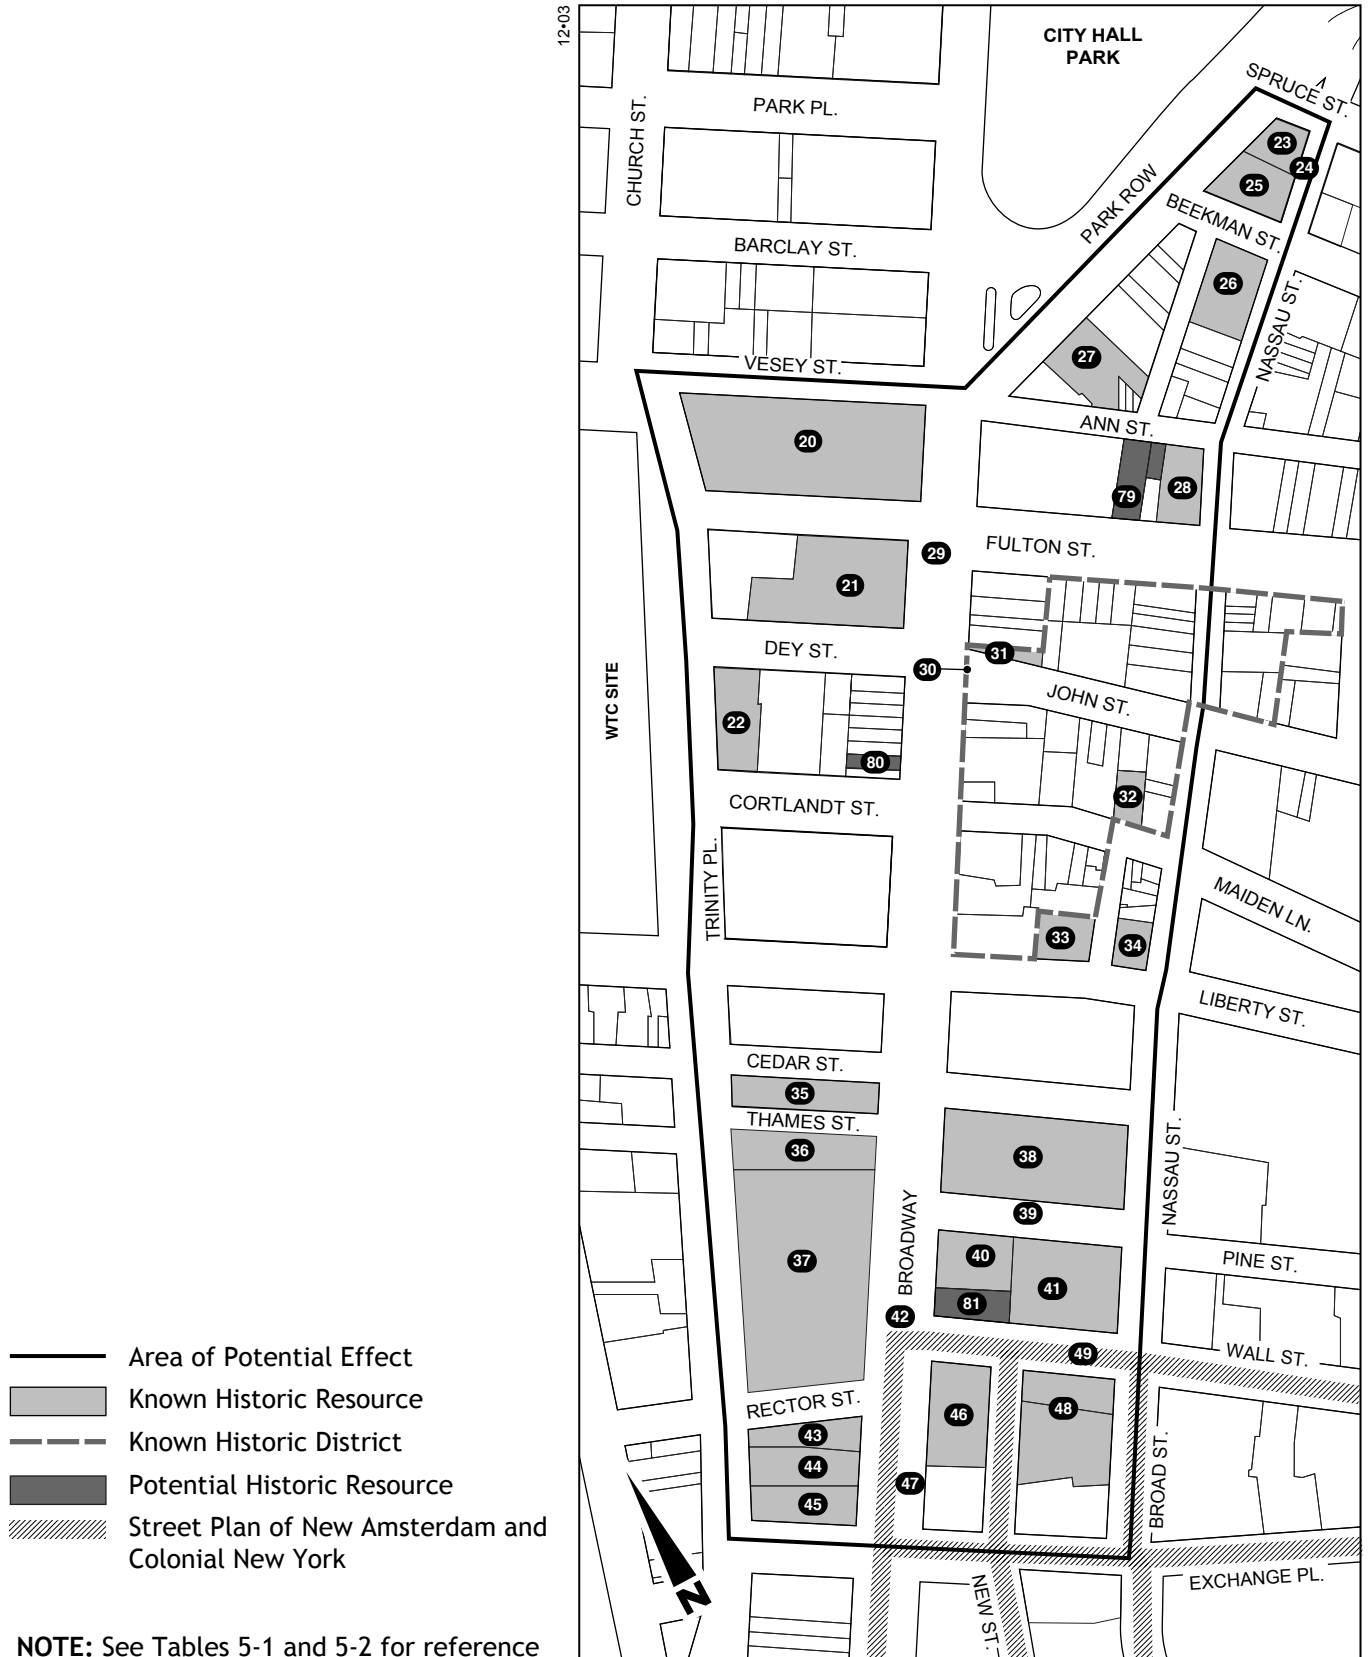 12•03
CITY HALL
PARK
SPRUCE ST.
PARK PL.
CHURCH ST.
23
24
25
PARK ROW
BEEKMAN ST.
BARCLAY ST.
26
NASSAU ST.
27
VESEY ST.
ANN ST.
20
28
79
FULTON ST.
29
21
DEY ST.
31
30
JOHN ST.
WTC SITE
22
80
32
CORTLANDT ST.
TRINITY PL.
MAIDEN LN.
33
34
LIBERTY ST.
CEDAR ST.
35
THAMES ST.
36
38
NASSAU ST.
39
BROADWAY
40
37
41
PINE ST.
81
42
49
WALL ST.
RECTOR ST.
46
48
43
44
47
45
BROAD ST.
EXCHANGE PL.
NEW ST.
N
Area of Potential Effect
Known Historic Resource
Known Historic District
Potential Historic Resource
Street Plan of New Amsterdam and
Colonial New York
NOTE: See Tables 5-1 and 5-2 for reference